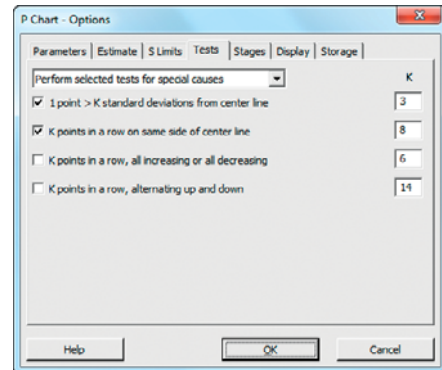 P Chart - Options
Parameters Estimate S Limits Tests Stages Display Storage
Perform selected tests for special causes K
1 point > K standard deviations from center line 3
K points in a row on same side of center line 8
K points in a row, all increasing or all decreasing 6
K points in a row, alternating up and down 14
Help OK Cancel